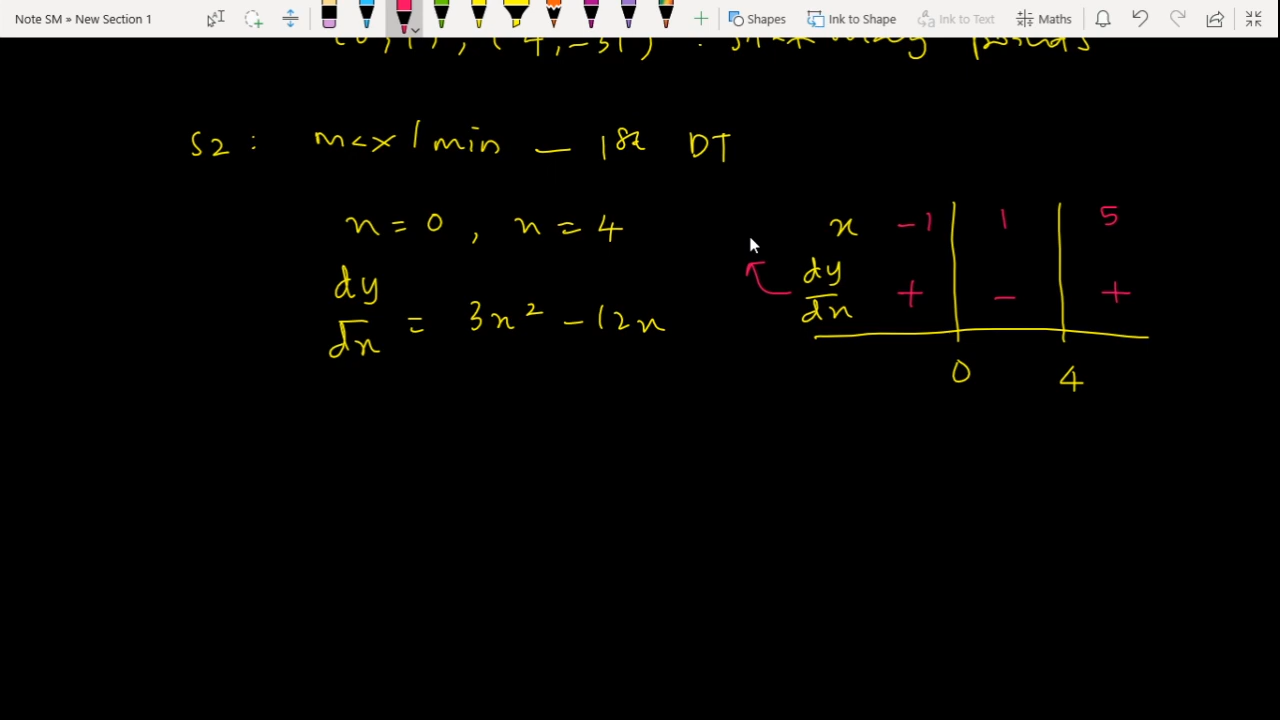 Note SM » New Section 1
Shapes
Ink to Shape
Ink to Text
Maths
S2 : max/min — 1st DT
x = 0 , x = 4
dy/dx = 3x² - 12x
x -1 1 5
dy/dx + - +
0 4